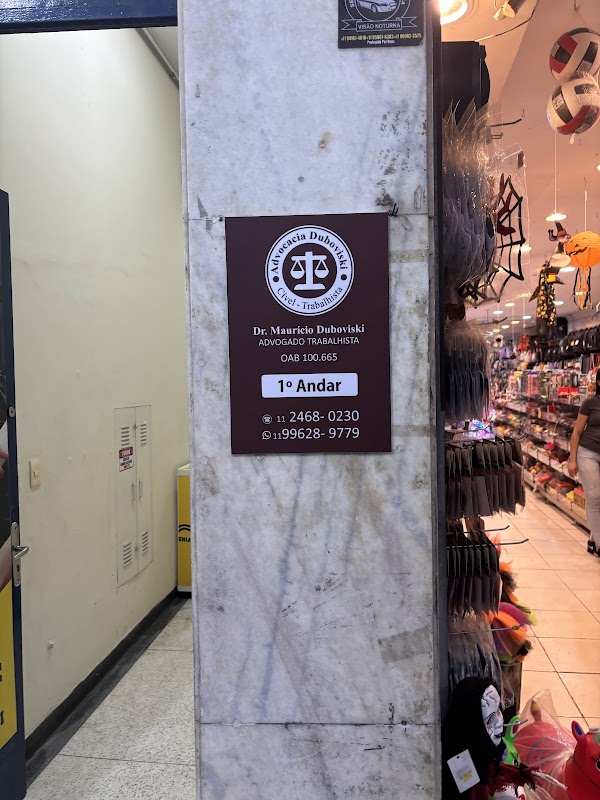 VISÃO NOTURNA
Advocacia Duboviski
Cível - Trabalhista
Dr. Maurício Duboviski
ADVOGADO TRABALHISTA
OAB 100.665
1º Andar
11 2468-0230
11 99628-9779